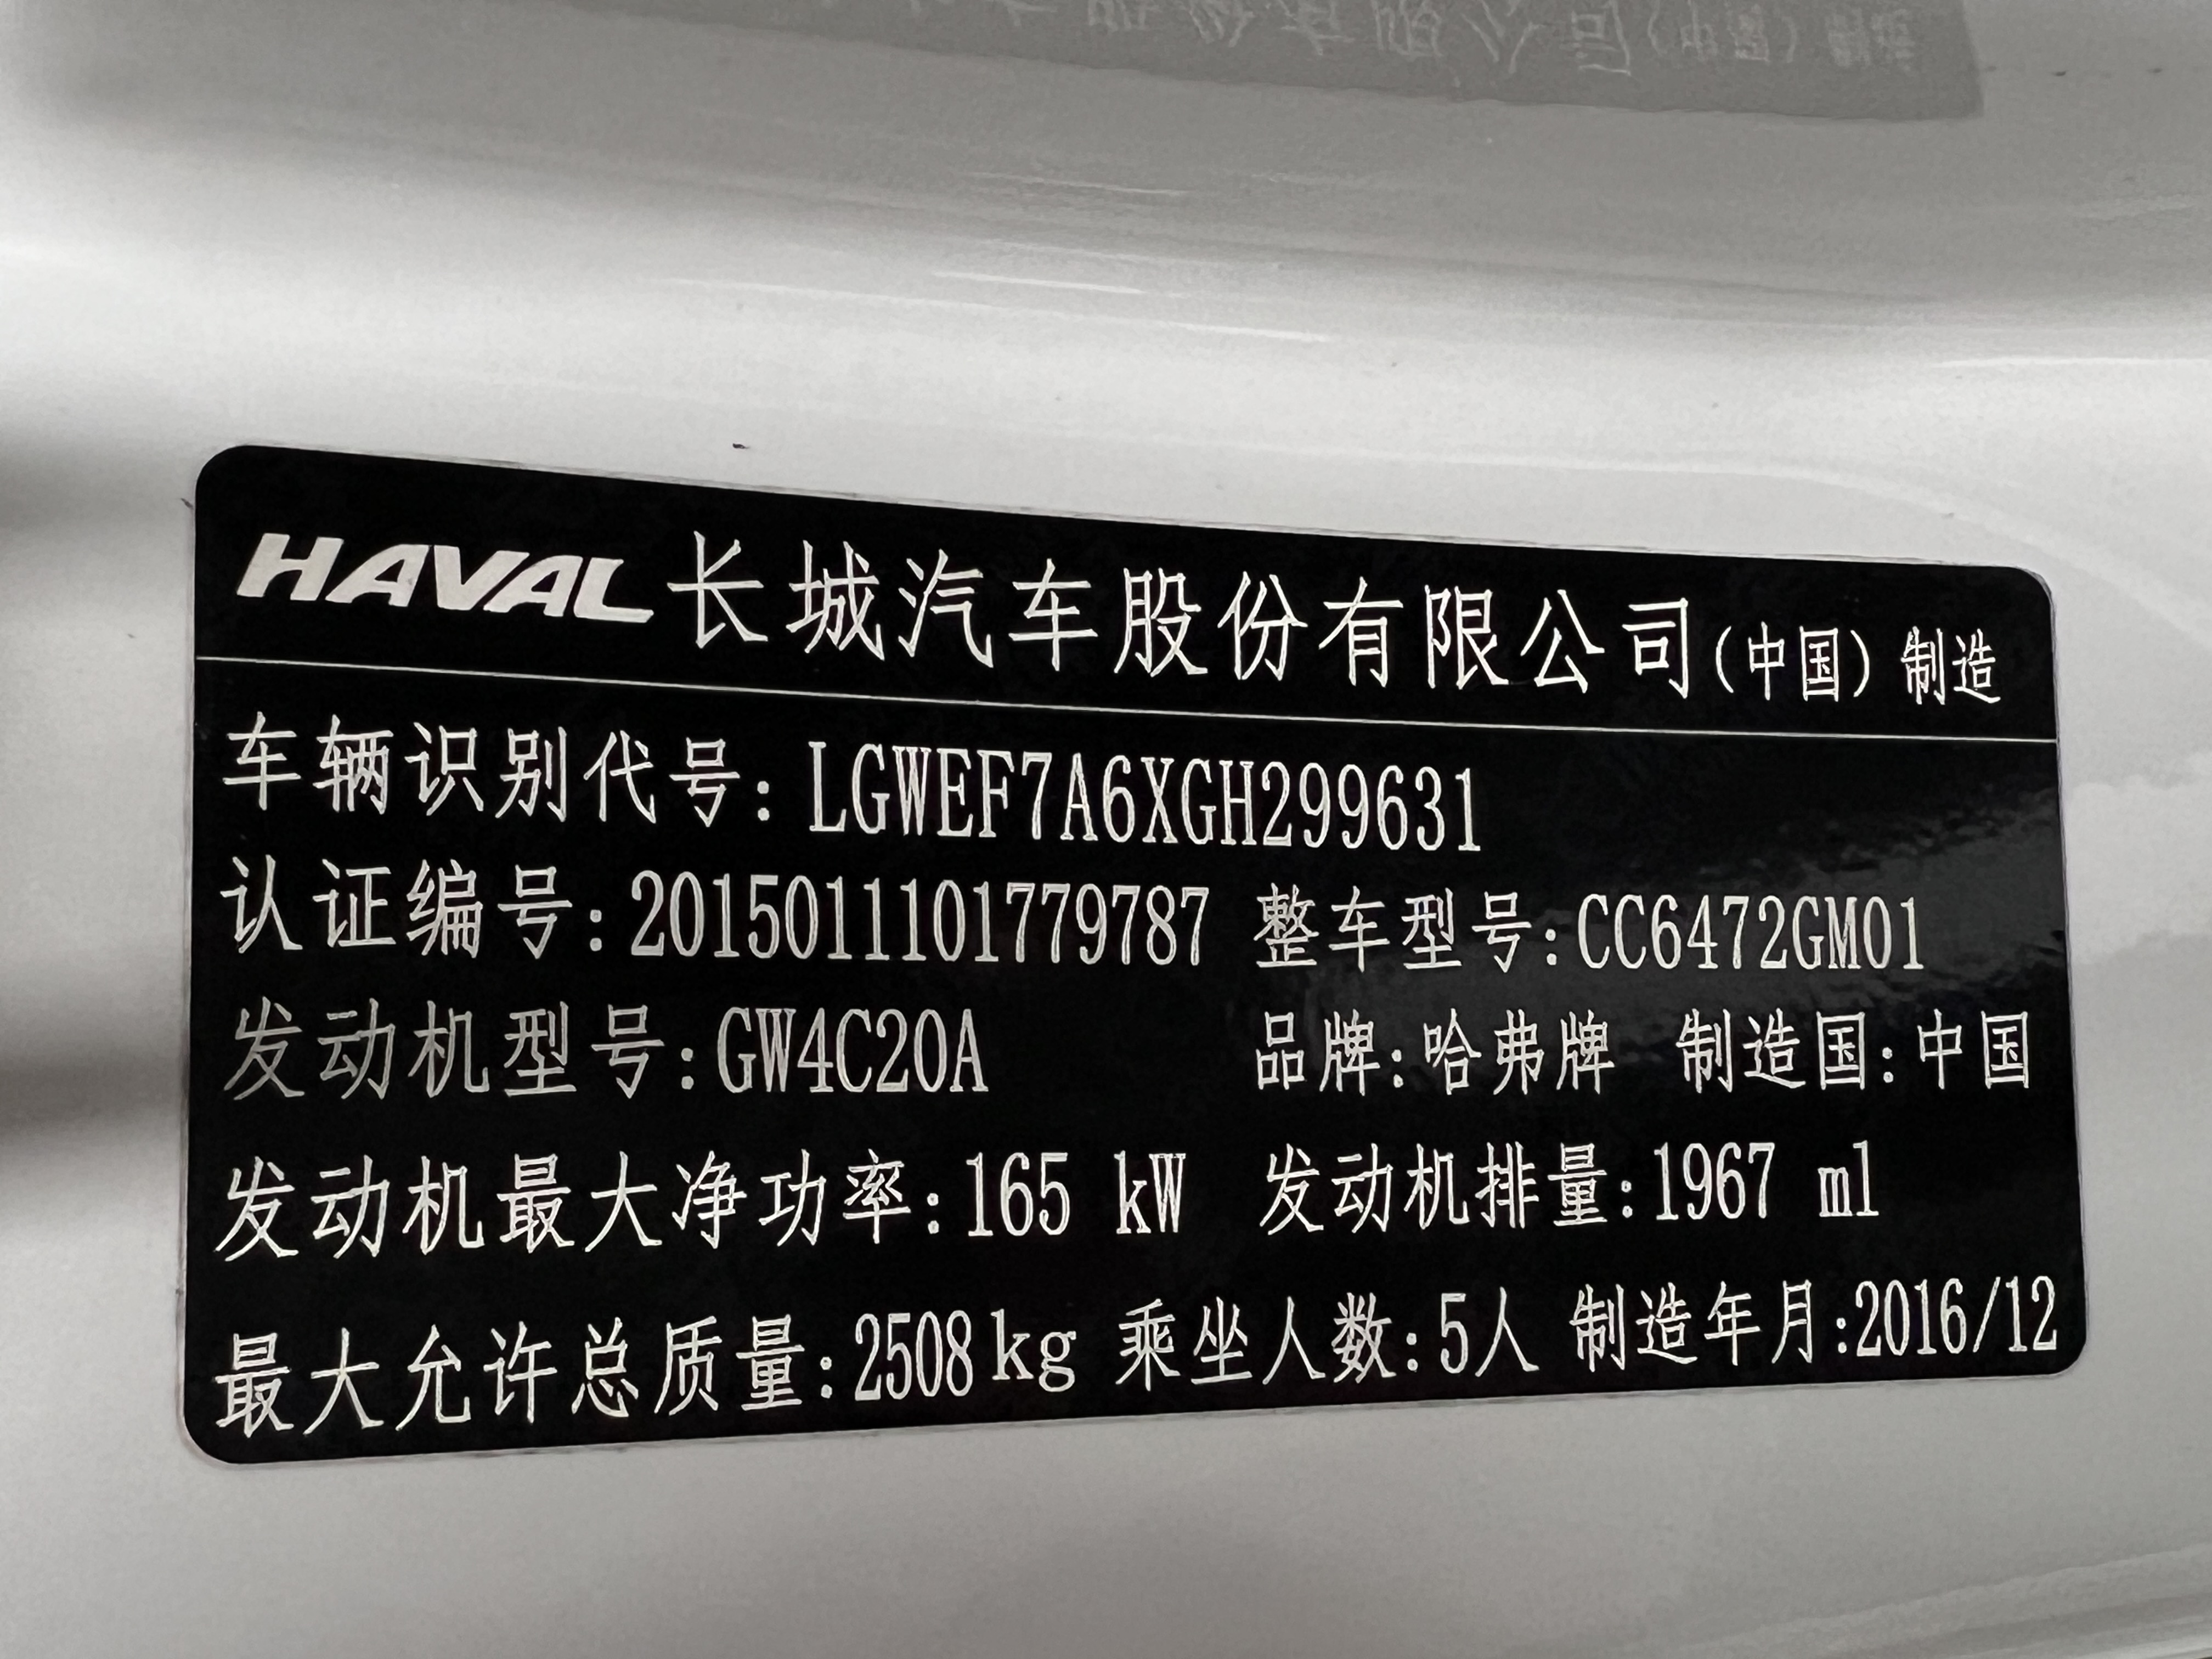 HAVAL 长城汽车股份有限公司(中国) 制造
车辆识别代号: LGWEF7A6XGH299631
认证编号: 2015011101779787 整车型号: CC6472GM01
发动机型号: GW4C20A 品牌: 哈弗牌 制造国: 中国
发动机最大净功率: 165 kW 发动机排量: 1967 ml
最大允许总质量: 2508kg 乘坐人数: 5人 制造年月: 2016/12